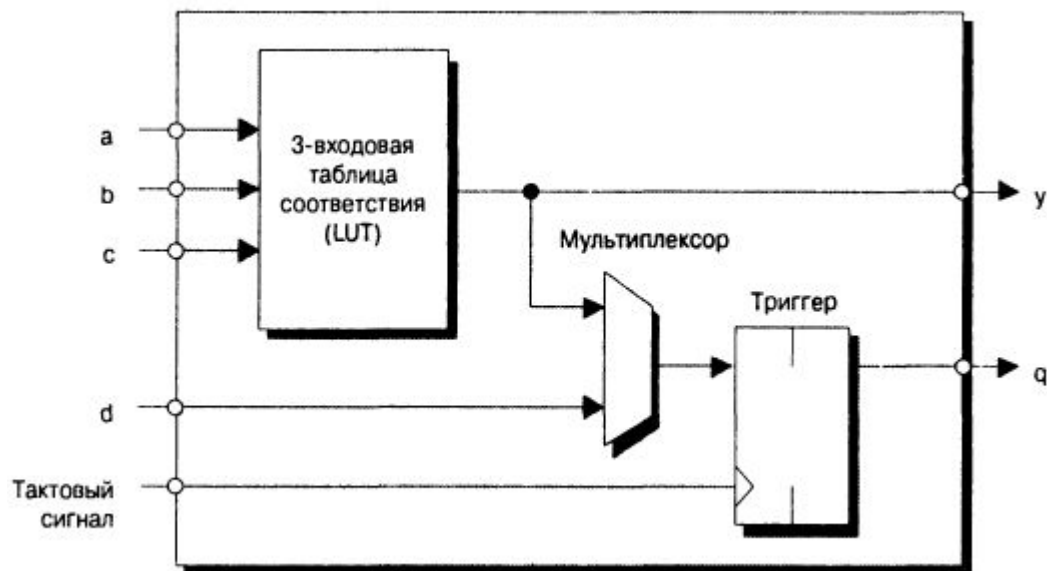 a
b
c
d
Тактовый
сигнал
3-входовая
таблица
соответствия
(LUT)
Мультиплексор
Триггер
y
q